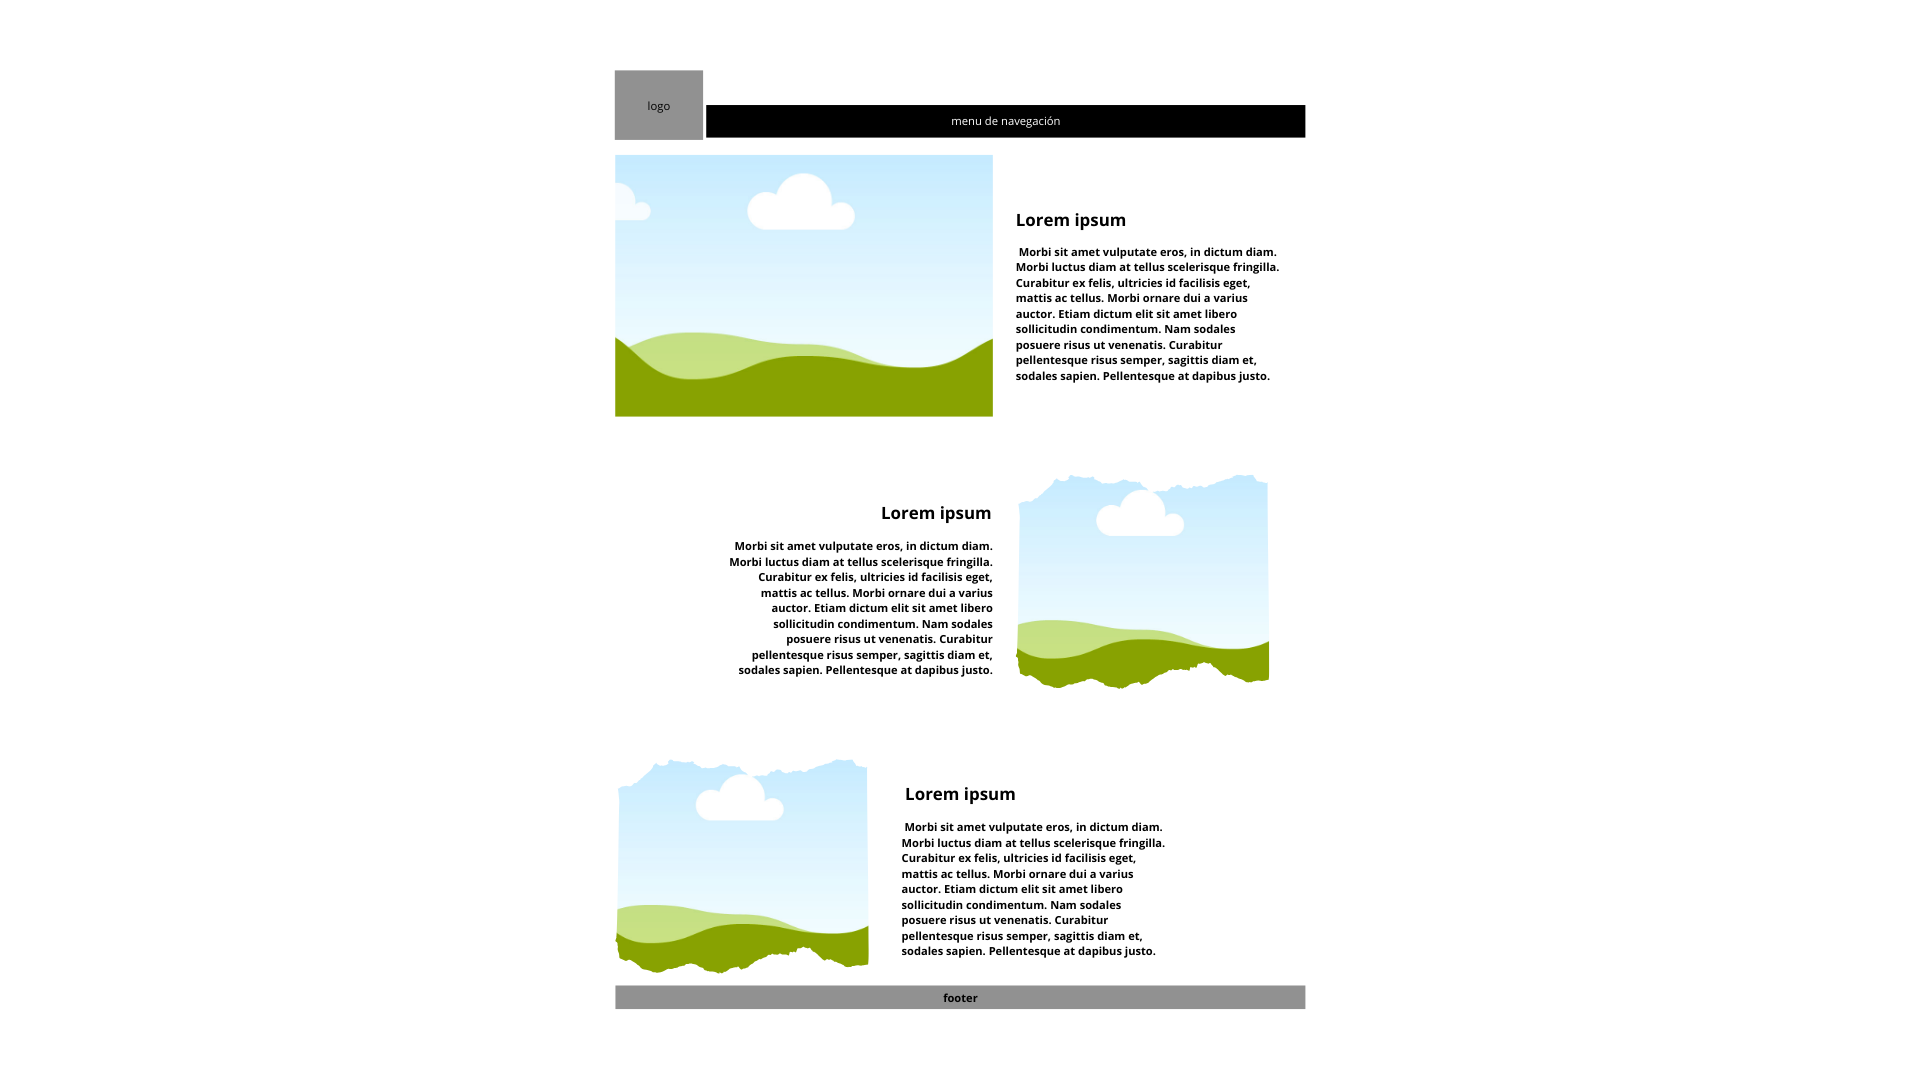 logo
menu de navegación
Lorem ipsum
Morbi sit amet vulputate eros, in dictum diam.
Morbi luctus diam at tellus scelerisque fringilla.
Curabitur ex felis, ultricies id facilisis eget,
mattis ac tellus. Morbi ornare dui a varius
auctor. Etiam dictum elit sit amet libero
sollicitudin condimentum. Nam sodales
posuere risus ut venenatis. Curabitur
pellentesque risus semper, sagittis diam et,
sodales sapien. Pellentesque at dapibus justo.
Lorem ipsum
Morbi sit amet vulputate eros, in dictum diam.
Morbi luctus diam at tellus scelerisque fringilla.
Curabitur ex felis, ultricies id facilisis eget,
mattis ac tellus. Morbi ornare dui a varius
auctor. Etiam dictum elit sit amet libero
sollicitudin condimentum. Nam sodales
posuere risus ut venenatis. Curabitur
pellentesque risus semper, sagittis diam et,
sodales sapien. Pellentesque at dapibus justo.
Lorem ipsum
Morbi sit amet vulputate eros, in dictum diam.
Morbi luctus diam at tellus scelerisque fringilla.
Curabitur ex felis, ultricies id facilisis eget,
mattis ac tellus. Morbi ornare dui a varius
auctor. Etiam dictum elit sit amet libero
sollicitudin condimentum. Nam sodales
posuere risus ut venenatis. Curabitur
pellentesque risus semper, sagittis diam et,
sodales sapien. Pellentesque at dapibus justo.
footer